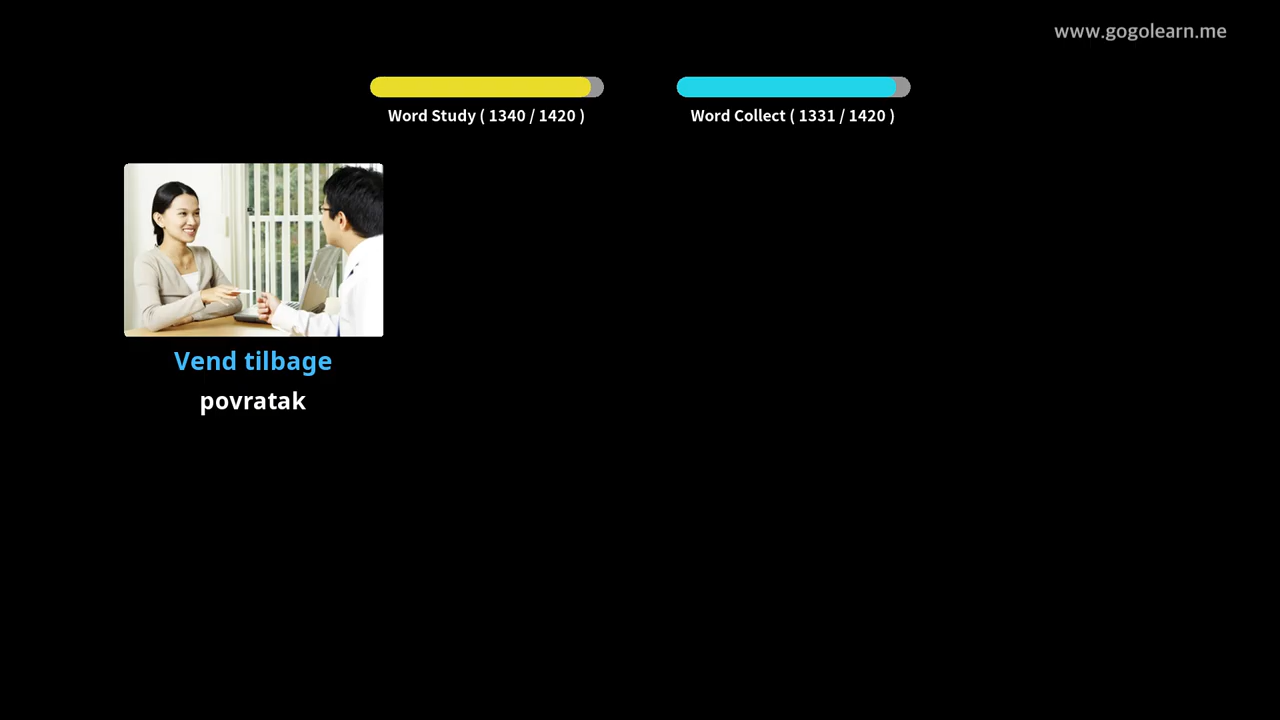 www.gogolearn.me
Word Study ( 1340 / 1420 )
Word Collect ( 1331 / 1420 )
Vend tilbage
povratak